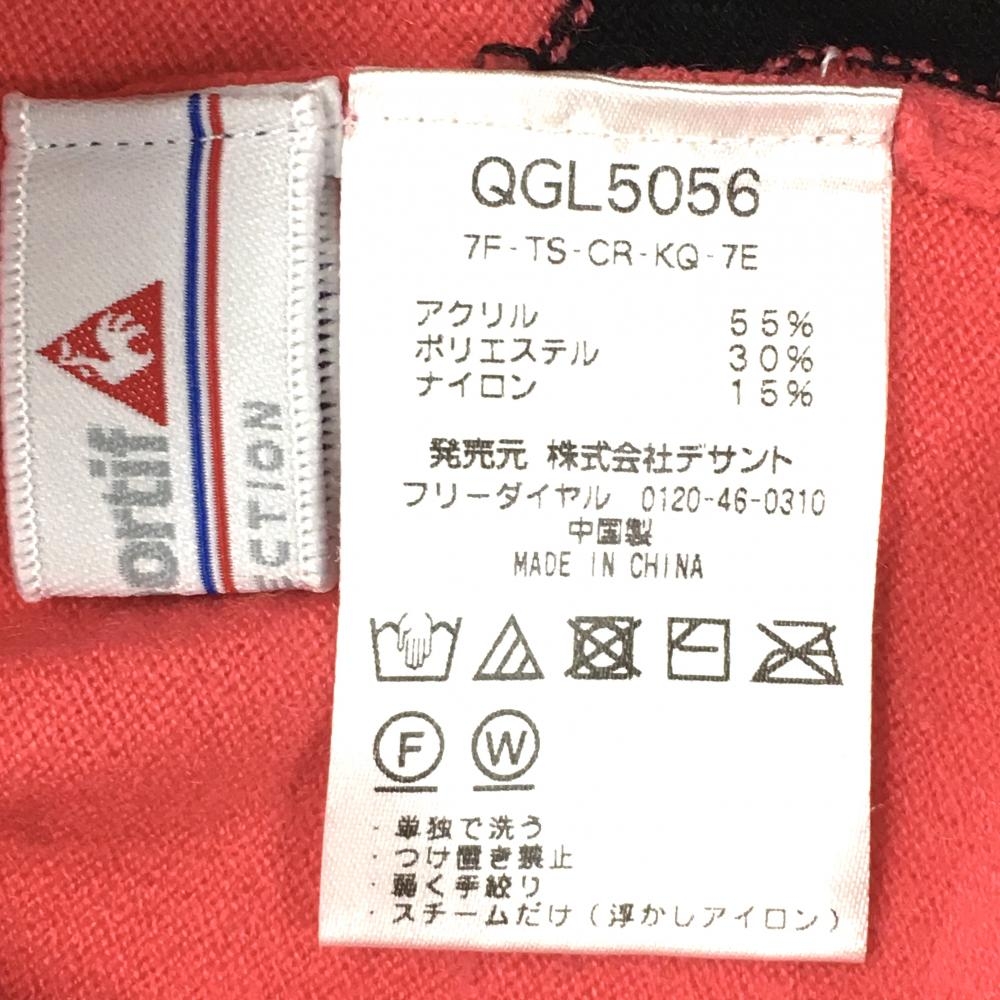 QGL5056
7F-TS-CR-KQ-7E
アクリル 55%
ポリエステル 30%
ナイロン 15%
発売元 株式会社デサント
フリーダイヤル 0120-46-0310
中国製
MADE IN CHINA
F W
・単独で洗う
・つけ置き禁止
・弱く手絞り
・スチームだけ(浮かしアイロン)
ortif
ECTION